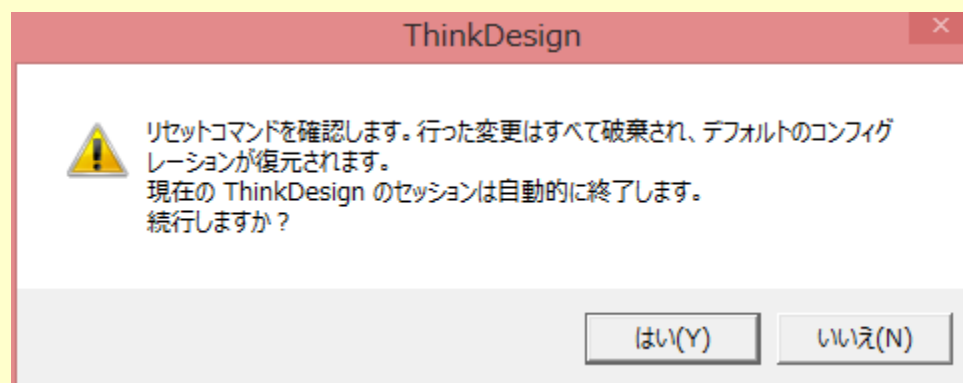 ThinkDesign
リセットコマンドを確認します。行った変更はすべて破棄され、デフォルトのコンフィグ
レーションが復元されます。
現在の ThinkDesign のセッションは自動的に終了します。
続行しますか？
はい(Y)
いいえ(N)